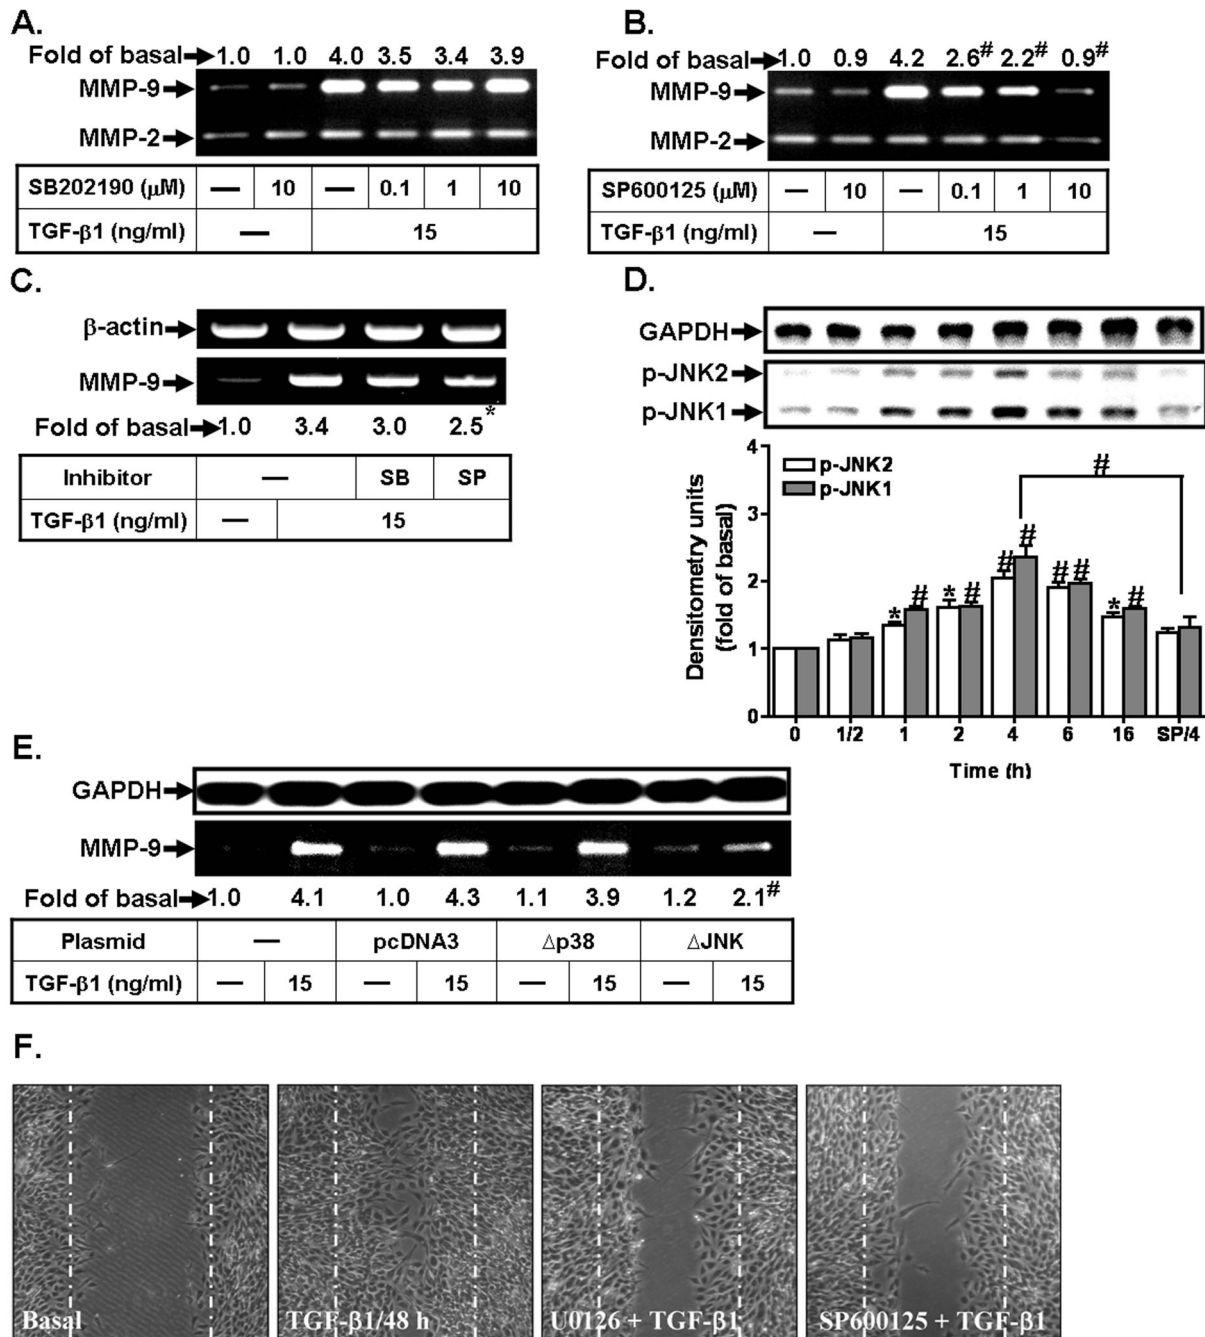 A.
Fold of basal 1.0 1.0 4.0 3.5 3.4 3.9
MMP-9
MMP-2
SB202190 (μM) — 10 — 0.1 1 10
TGF-β1 (ng/ml) — 15
B.
Fold of basal 1.0 0.9 4.2 2.6# 2.2# 0.9#
MMP-9
MMP-2
SP600125 (μM) — 10 — 0.1 1 10
TGF-β1 (ng/ml) — 15
C.
β-actin
MMP-9
Fold of basal 1.0 3.4 3.0 2.5*
Inhibitor — SB SP
TGF-β1 (ng/ml) — 15
D.
GAPDH
p-JNK2
p-JNK1
Densitometry units
(fold of basal)
4
3
2
1
0
p-JNK2
p-JNK1
#
* # * # # # # # * #
0 1/2 1 2 4 6 16 SP/4
Time (h)
E.
GAPDH
MMP-9
Fold of basal 1.0 4.1 1.0 4.3 1.1 3.9 1.2 2.1#
Plasmid — pcDNA3 Δp38 ΔJNK
TGF-β1 (ng/ml) — 15 — 15 — 15 — 15
F.
Basal
TGF-β1/48 h
U0126 + TGF-β1
SP600125 + TGF-β1